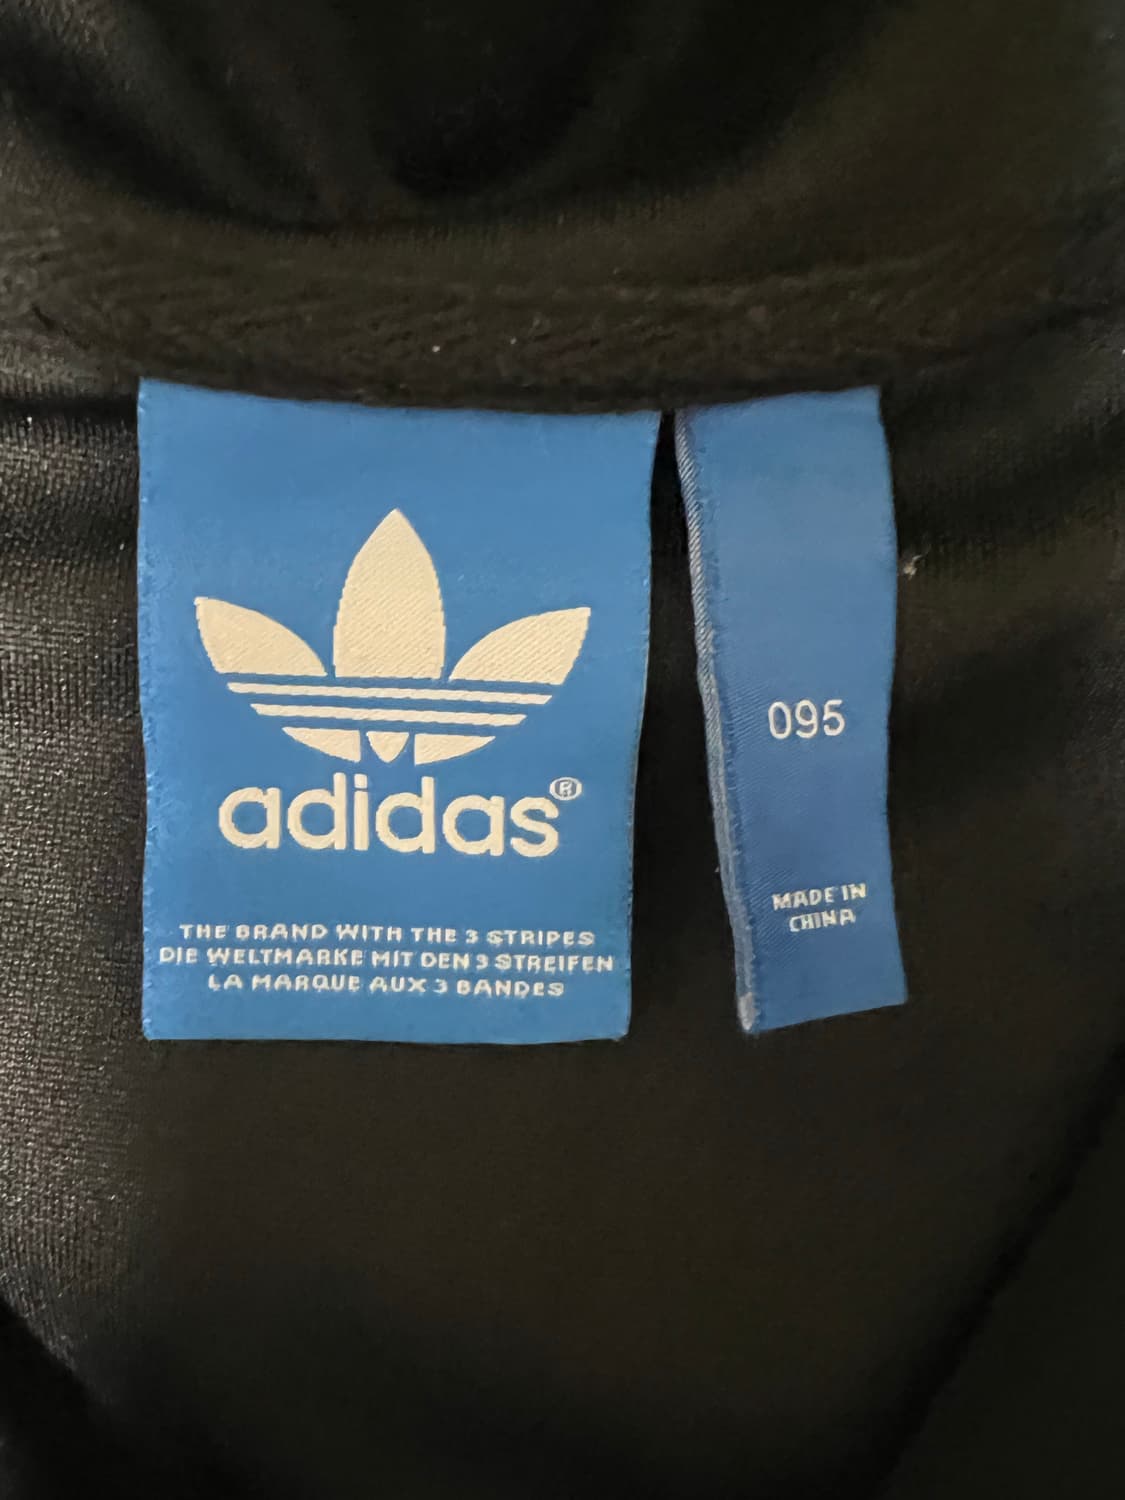 adidas®
THE BRAND WITH THE 3 STRIPES
DIE WELTMARKE MIT DEN 3 STREIFEN
LA MARQUE AUX 3 BANDES
095
MADE IN
CHINA